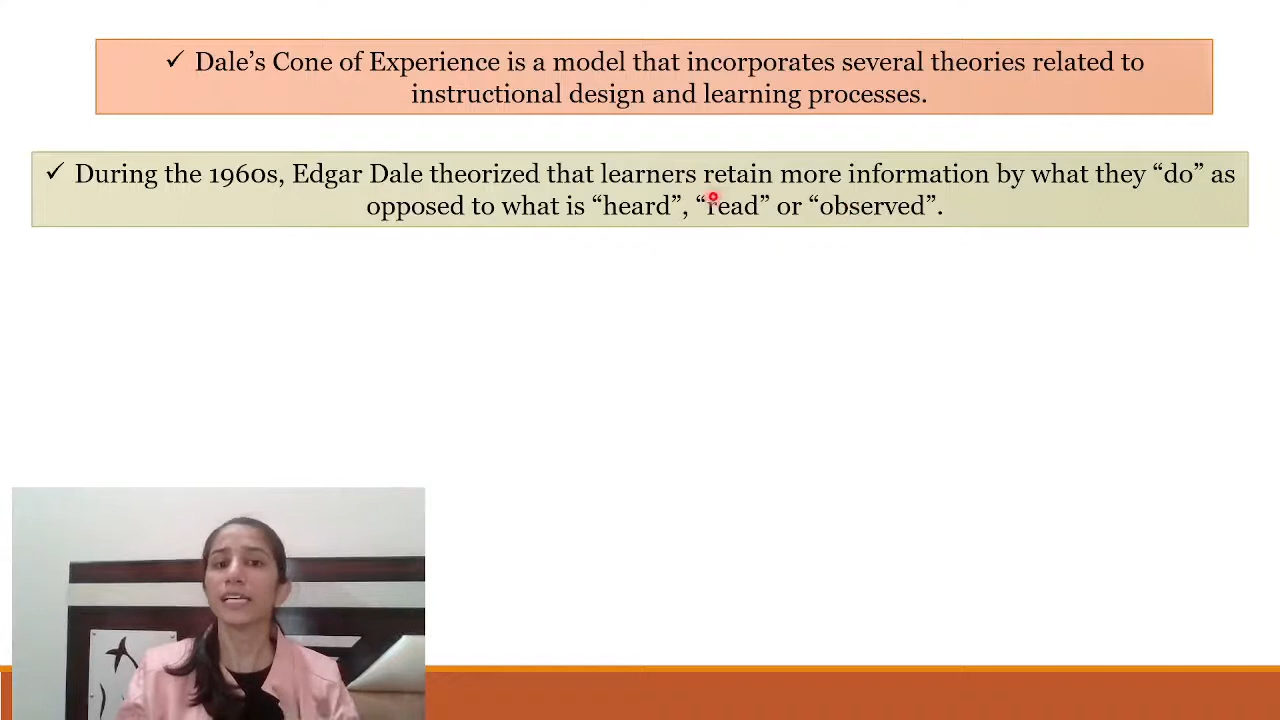 ✓ Dale’s Cone of Experience is a model that incorporates several theories related to
instructional design and learning processes.
✓ During the 1960s, Edgar Dale theorized that learners retain more information by what they “do” as
opposed to what is “heard”, “read” or “observed”.